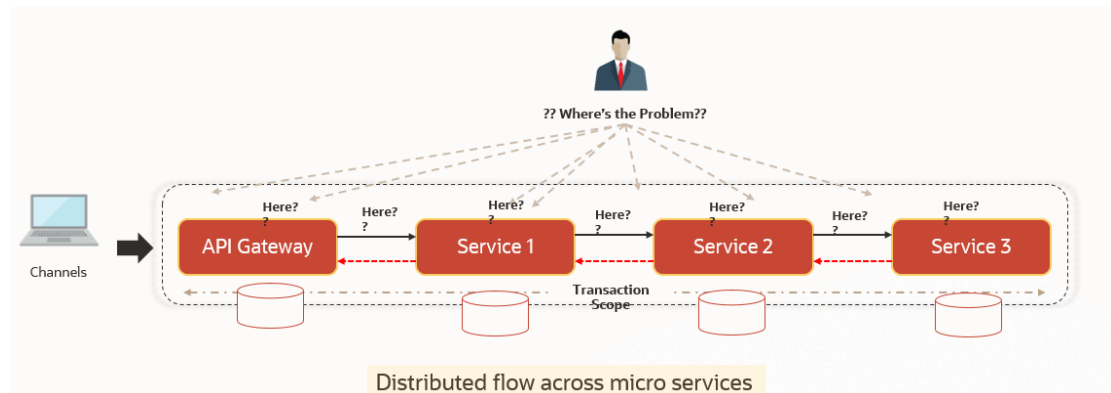 ?? Where's the Problem??
Here?
?
Here?
?
Here?
?
Here?
?
Here?
?
Here?
?
Here?
?
API Gateway
Service 1
Service 2
Service 3
Channels
Transaction
Scope
Distributed flow across micro services